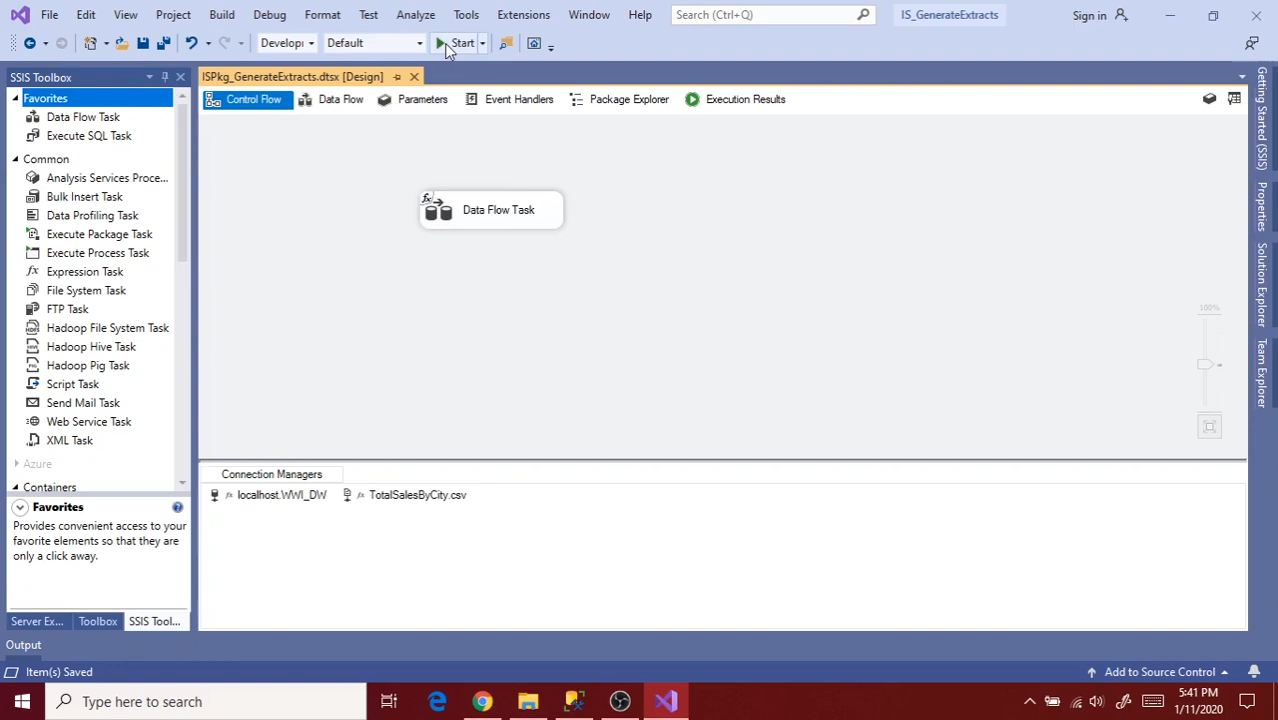 File Edit View Project Build Debug Format Test Analyze Tools Extensions Window Help Search (Ctrl+Q) IS_GenerateExtracts Sign in
Develop Default Start
SSIS Toolbox
ISPkg_GenerateExtracts.dtsx [Design]
Favorites
Control Flow Data Flow Parameters Event Handlers Package Explorer Execution Results
Data Flow Task
Execute SQL Task
Common
Analysis Services Proce...
Bulk Insert Task
Data Profiling Task
Execute Package Task
Execute Process Task
fx Expression Task
File System Task
FTP Task
Hadoop File System Task
Hadoop Hive Task
Hadoop Pig Task
Script Task
Send Mail Task
Web Service Task
XML Task
Azure
Containers
fx
Data Flow Task
100%
Getting Started (SSIS)
Properties
Solution Explorer
Team Explorer
Connection Managers
fx localhost.WWI_DW fx TotalSalesByCity.csv
Favorites
Provides convenient access to your
favorite elements so that they are
only a click away.
Server Ex... Toolbox SSIS Tool...
Output
Item(s) Saved Add to Source Control
Type here to search
5:41 PM
1/11/2020